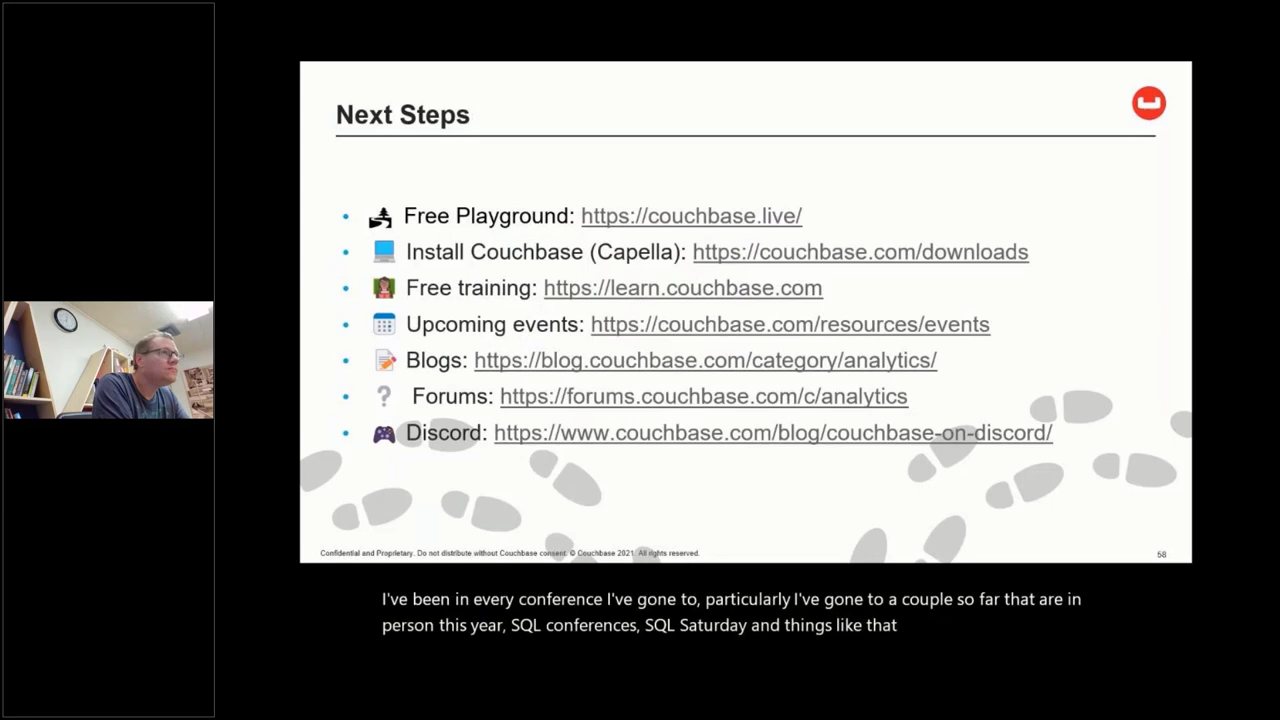 Next Steps
• Free Playground: https://couchbase.live/
• Install Couchbase (Capella): https://couchbase.com/downloads
• Free training: https://learn.couchbase.com
• Upcoming events: https://couchbase.com/resources/events
• Blogs: https://blog.couchbase.com/category/analytics/
• ? Forums: https://forums.couchbase.com/c/analytics
• Discord: https://www.couchbase.com/blog/couchbase-on-discord/
Confidential and Proprietary. Do not distribute without Couchbase consent. © Couchbase 2021. All rights reserved.
58
I've been in every conference I've gone to, particularly I've gone to a couple so far that are in
person this year, SQL conferences, SQL Saturday and things like that